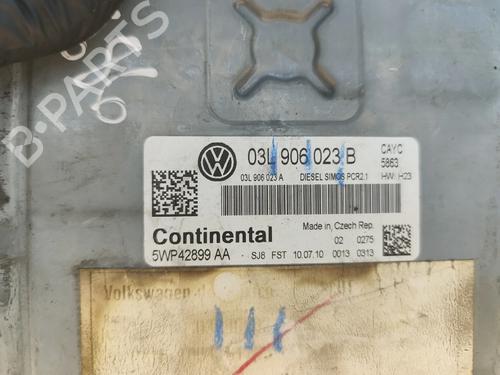 B-PARTS
03L 906 023 B
CAYC
5863
03L 906 023 A DIESEL SIMOS PCR2.1 HW: H23
Made in Czech Rep.
Continental
02 0275
5WP42899 AA SJ8 FST 10.07.10 0013 0313
Volkswagen